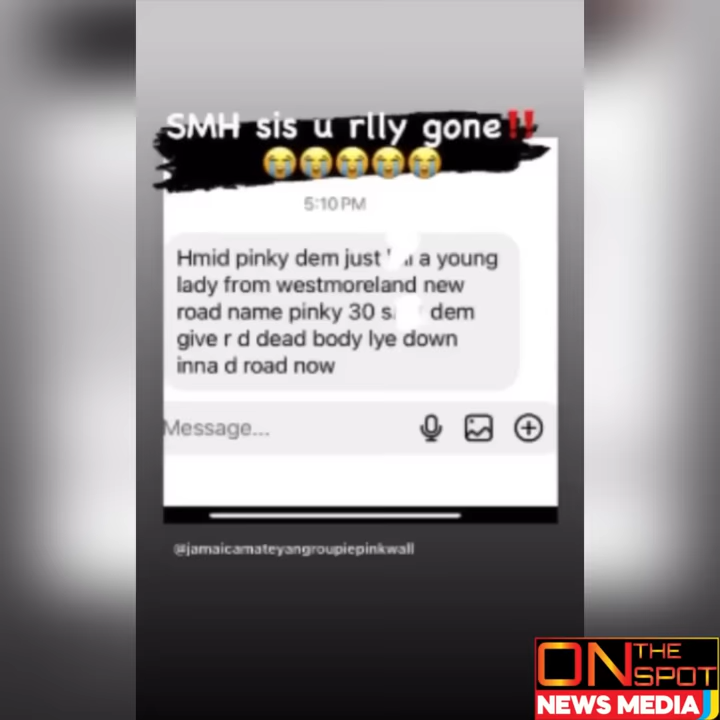 SMH sis u rlly gone‼️
😭😭😭😭😭
5:10 PM
Hmid pinky dem just a young
lady from westmoreland new
road name pinky 30 dem
give r d dead body lye down
inna d road now
Message...
@jamaicamateyangroupiepinkwall
ON THE SPOT
NEWS MEDIA